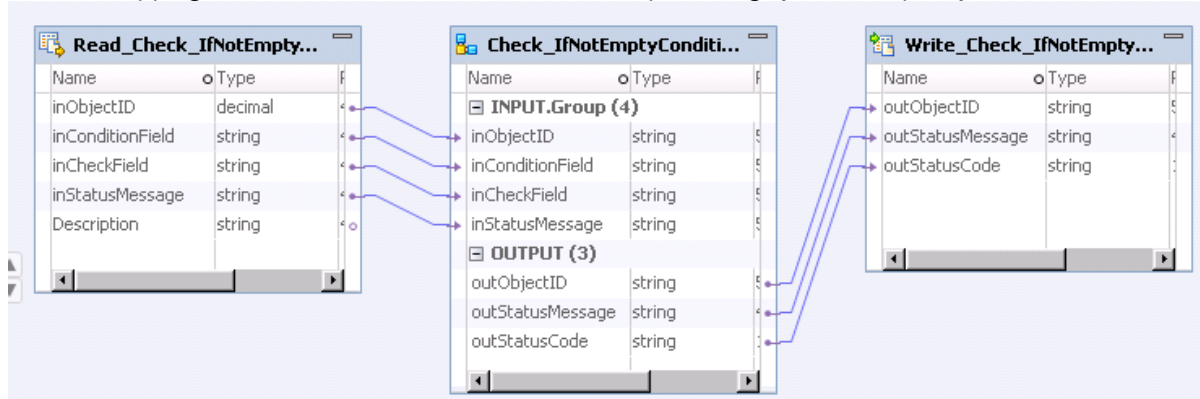 Read_Check_IfNotEmpty...
Name Type
inObjectID decimal
inConditionField string
inCheckField string
inStatusMessage string
Description string
Check_IfNotEmptyConditi...
Name Type
INPUT.Group (4)
inObjectID string
inConditionField string
inCheckField string
inStatusMessage string
OUTPUT (3)
outObjectID string
outStatusMessage string
outStatusCode string
Write_Check_IfNotEmpty...
Name Type
outObjectID string
outStatusMessage string
outStatusCode string